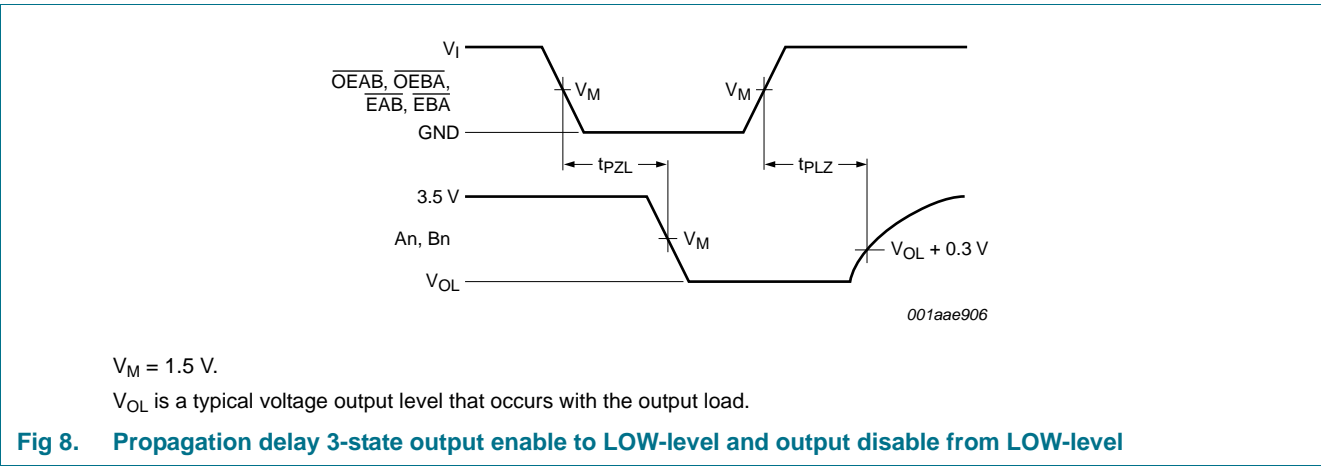 VI
OEAB, OEBA,
EAB, EBA
VM
VM
GND
tPZL
tPLZ
3.5 V
An, Bn
VM
VOL + 0.3 V
VOL
001aae906
VM = 1.5 V.
VOL is a typical voltage output level that occurs with the output load.
Fig 8. Propagation delay 3-state output enable to LOW-level and output disable from LOW-level